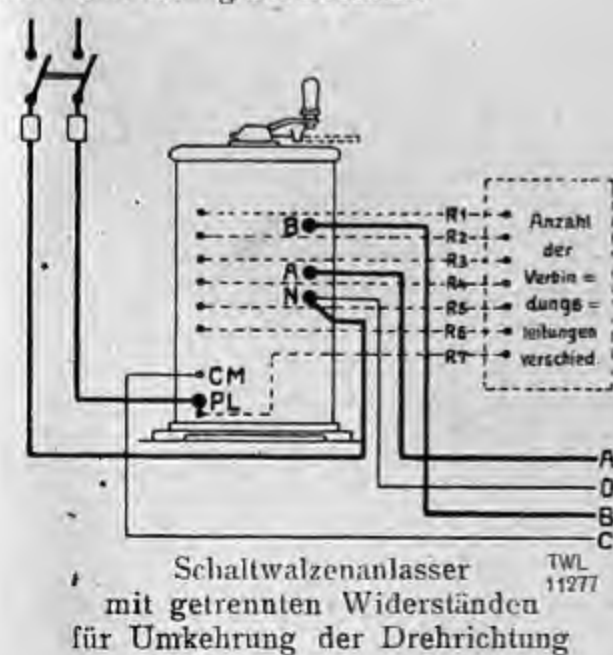 B
A
N
CM
PL
R1
R2
R3
R4
R5
R6
R7
Anzahl
der
Verbin=
dungs=
leitungen
verschied.
A
D
B
C
TWL
11277
Schaltwalzenanlasser
mit getrennten Widerständen
für Umkehrung der Drehrichtung